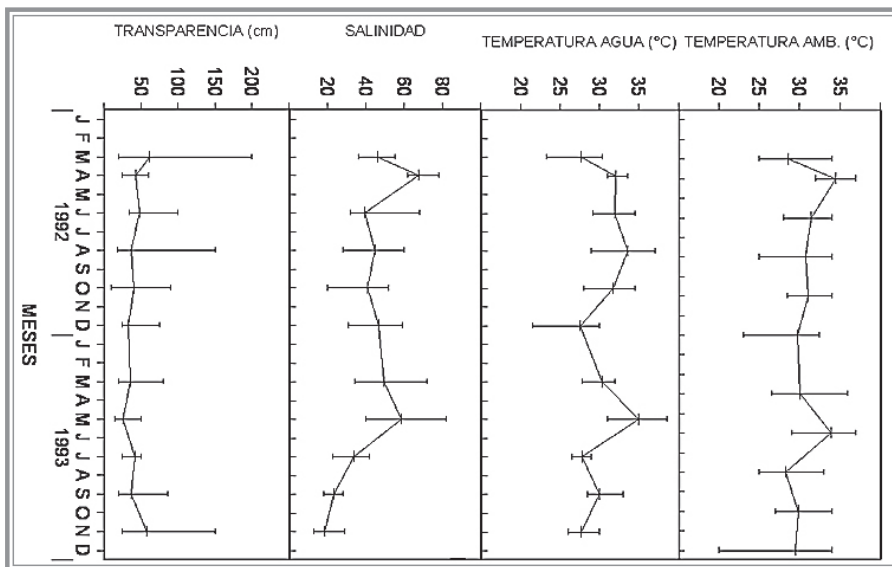 TRANSPARENCIA (cm)
SALINIDAD
TEMPERATURA AGUA (°C)
TEMPERATURA AMB. (°C)
50 100 150 200
20 40 60 80
20 25 30 35
20 25 30 35
J
F
M
A
M
J
J
A
S
O
N
D
J
F
M
A
M
J
J
A
S
O
N
D
1992
1993
MESES